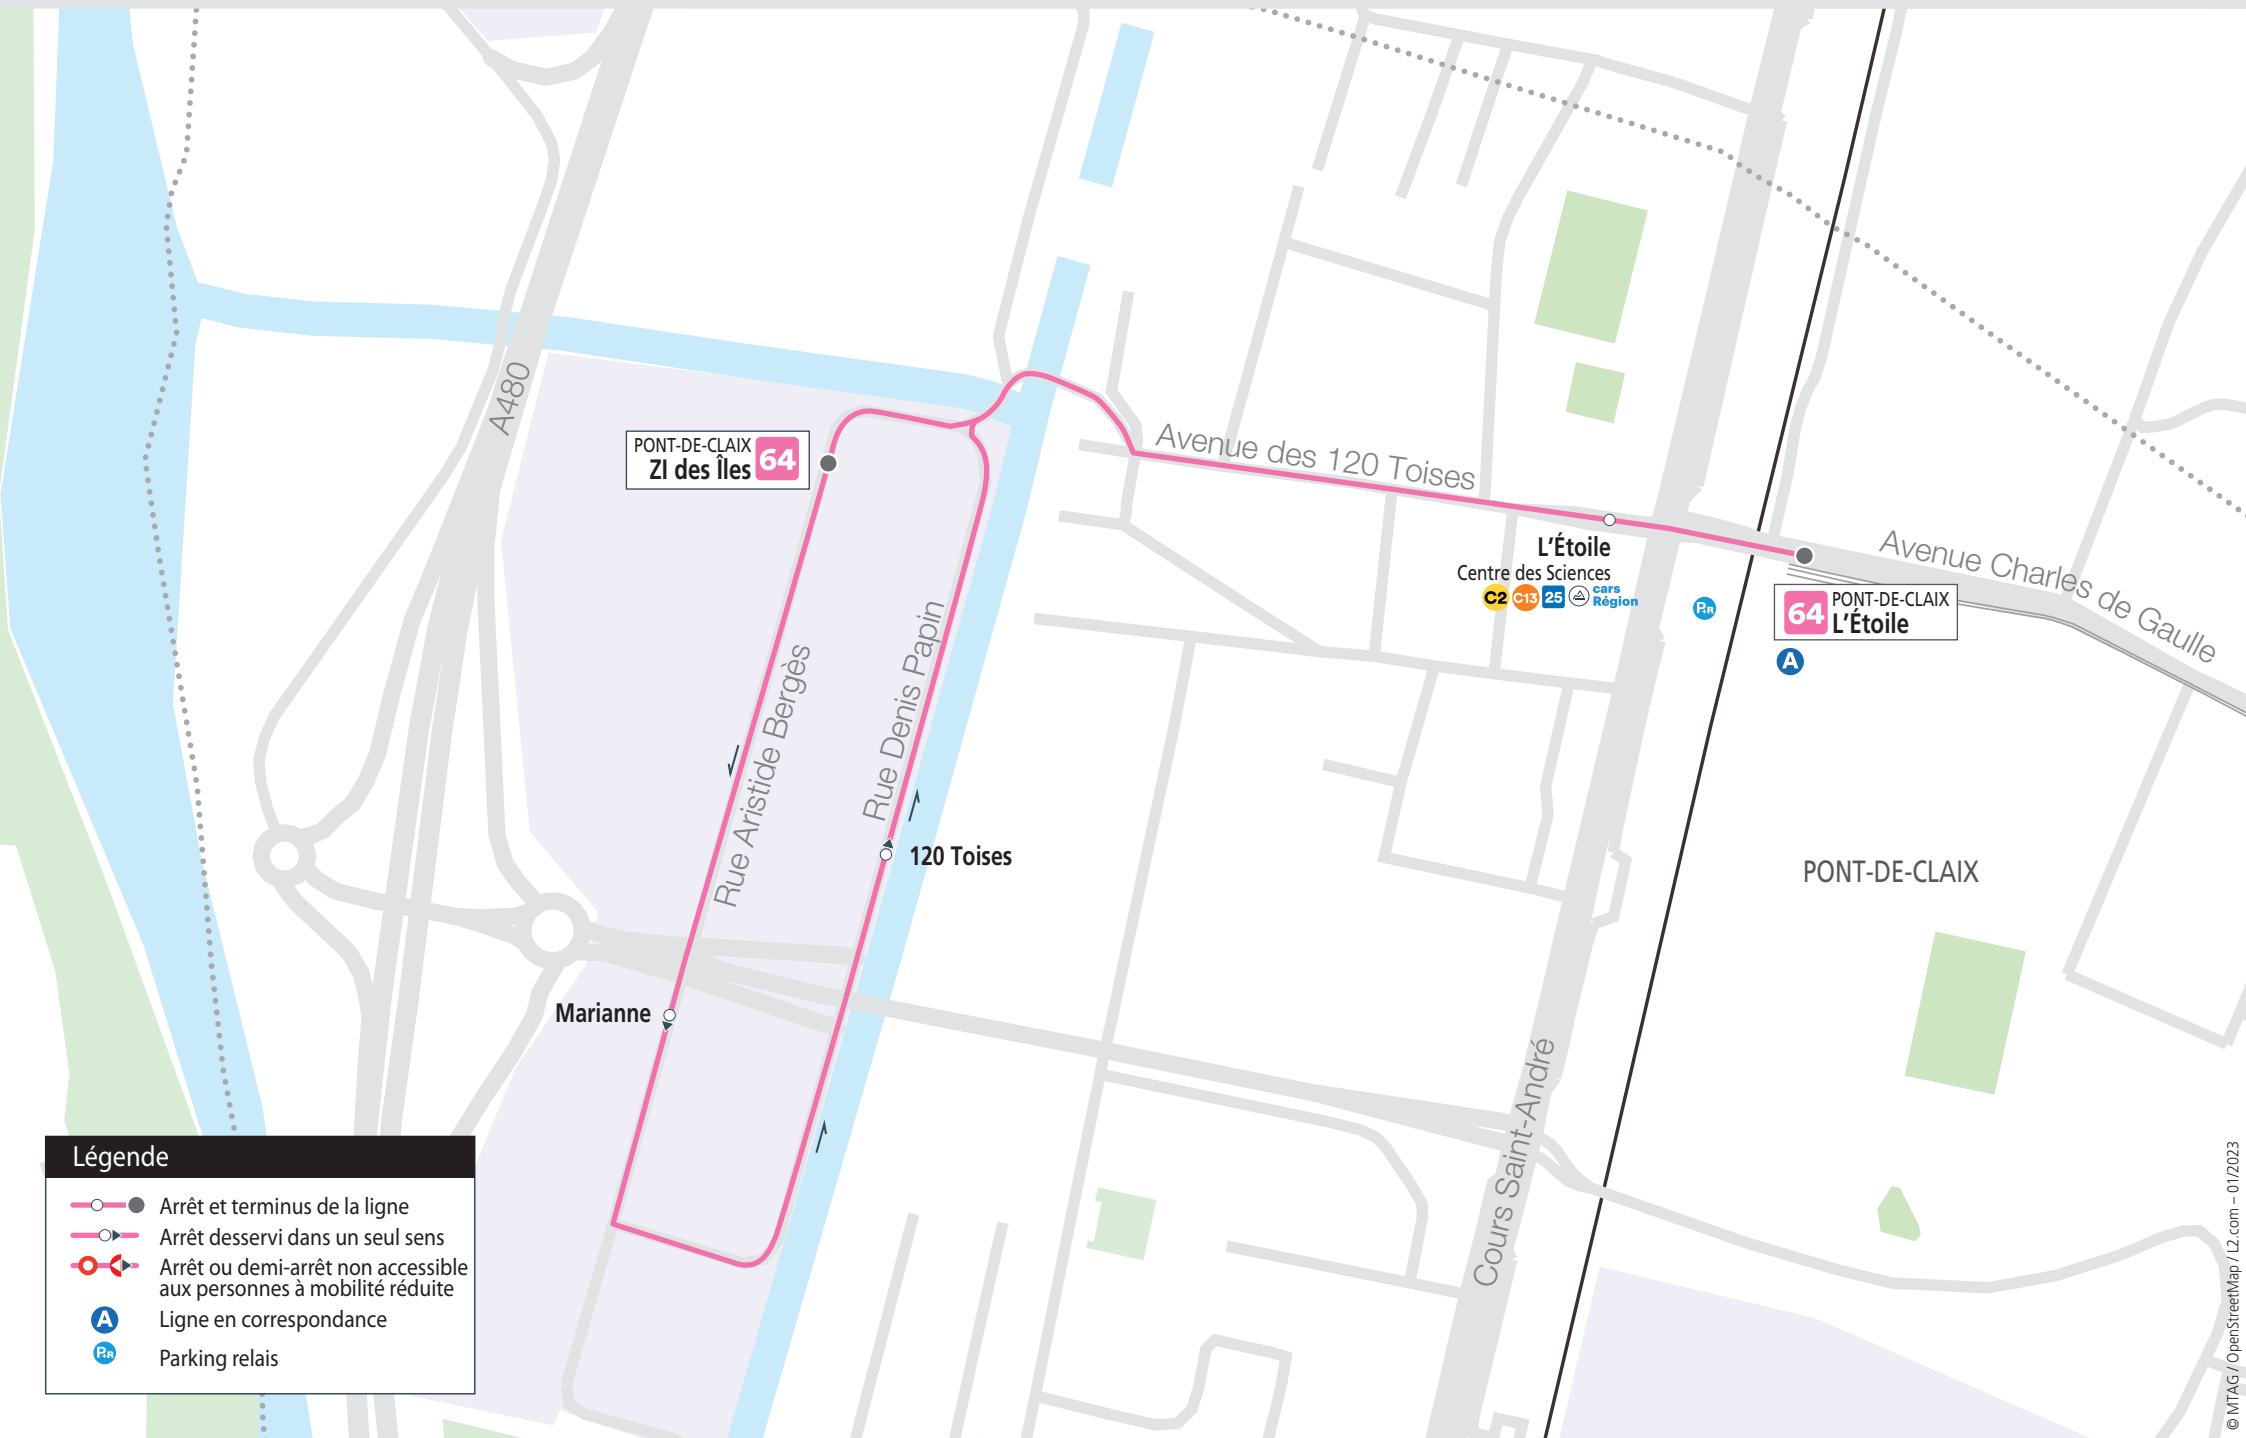 A480
PONT-DE-CLAIX
ZI des Îles
64
Avenue des 120 Toises
L'Étoile
Centre des Sciences
C2 C13 25 cars
Région
P+R
Avenue Charles de Gaulle
64
PONT-DE-CLAIX
L'Étoile
A
Rue Aristide Bergès
Rue Denis Papin
120 Toises
PONT-DE-CLAIX
Marianne
Cours Saint-André
Légende
Arrêt et terminus de la ligne
Arrêt desservi dans un seul sens
Arrêt ou demi-arrêt non accessible
aux personnes à mobilité réduite
A Ligne en correspondance
P+R Parking relais
© MTAG / OpenStreetMap / L2.com – 01/2023